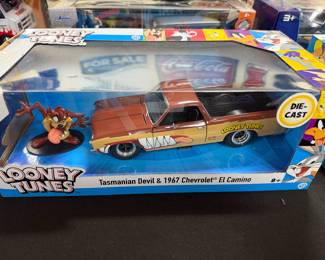 LOONEY
TUNES
3+
FOR SALE
Coca-Cola
DIE-
CAST
LOONEY TUNES
LOONEY
TUNES
Tasmanian Devil & 1967 Chevrolet® El Camino
8+